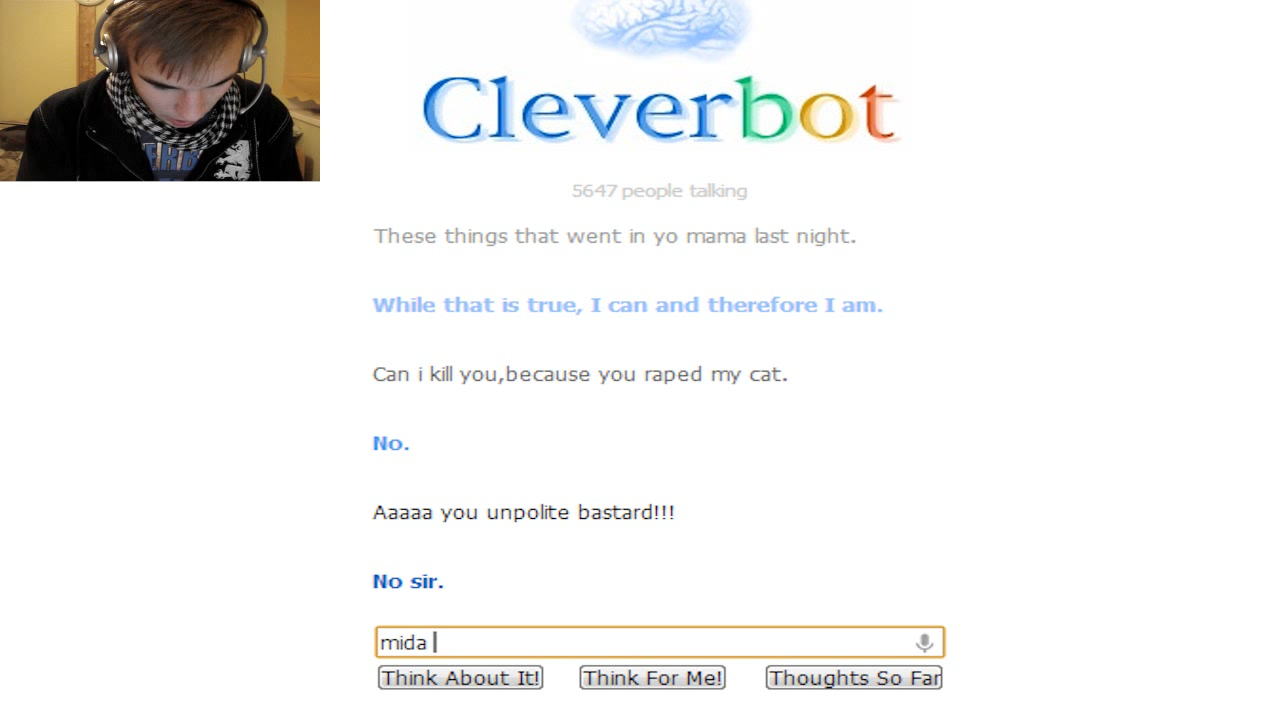 Cleverbot
5647 people talking
These things that went in yo mama last night.
While that is true, I can and therefore I am.
Can i kill you,because you raped my cat.
No.
Aaaaa you unpolite bastard!!!
No sir.
mida
Think About It! Think For Me! Thoughts So Far